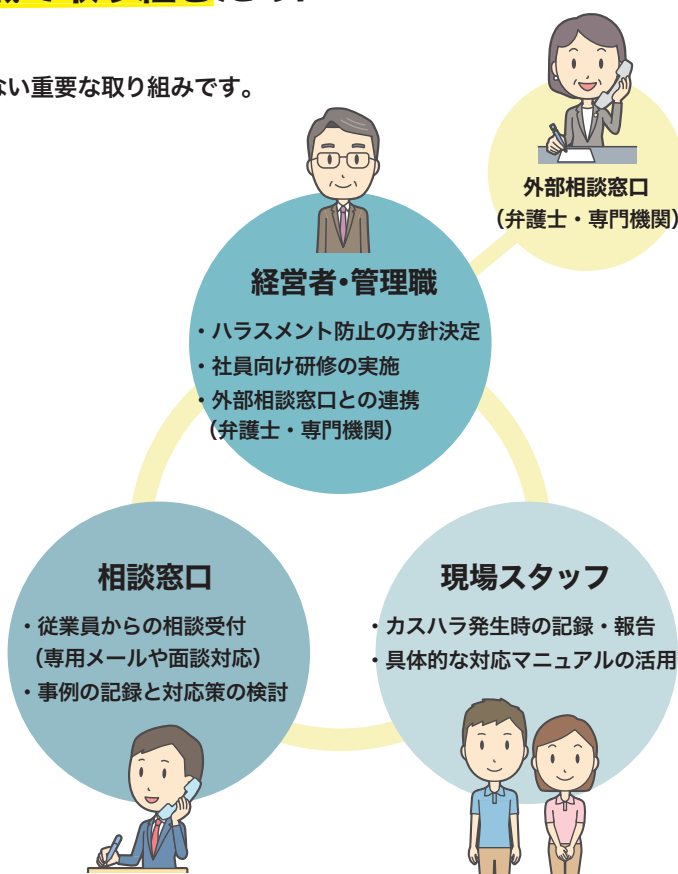 ない重要な取り組みです。
外部相談窓口
（弁護士・専門機関）
経営者・管理職
・ハラスメント防止の方針決定
・社員向け研修の実施
・外部相談窓口との連携
（弁護士・専門機関）
相談窓口
・従業員からの相談受付
（専用メールや面談対応）
・事例の記録と対応策の検討
現場スタッフ
・カスハラ発生時の記録・報告
・具体的な対応マニュアルの活用